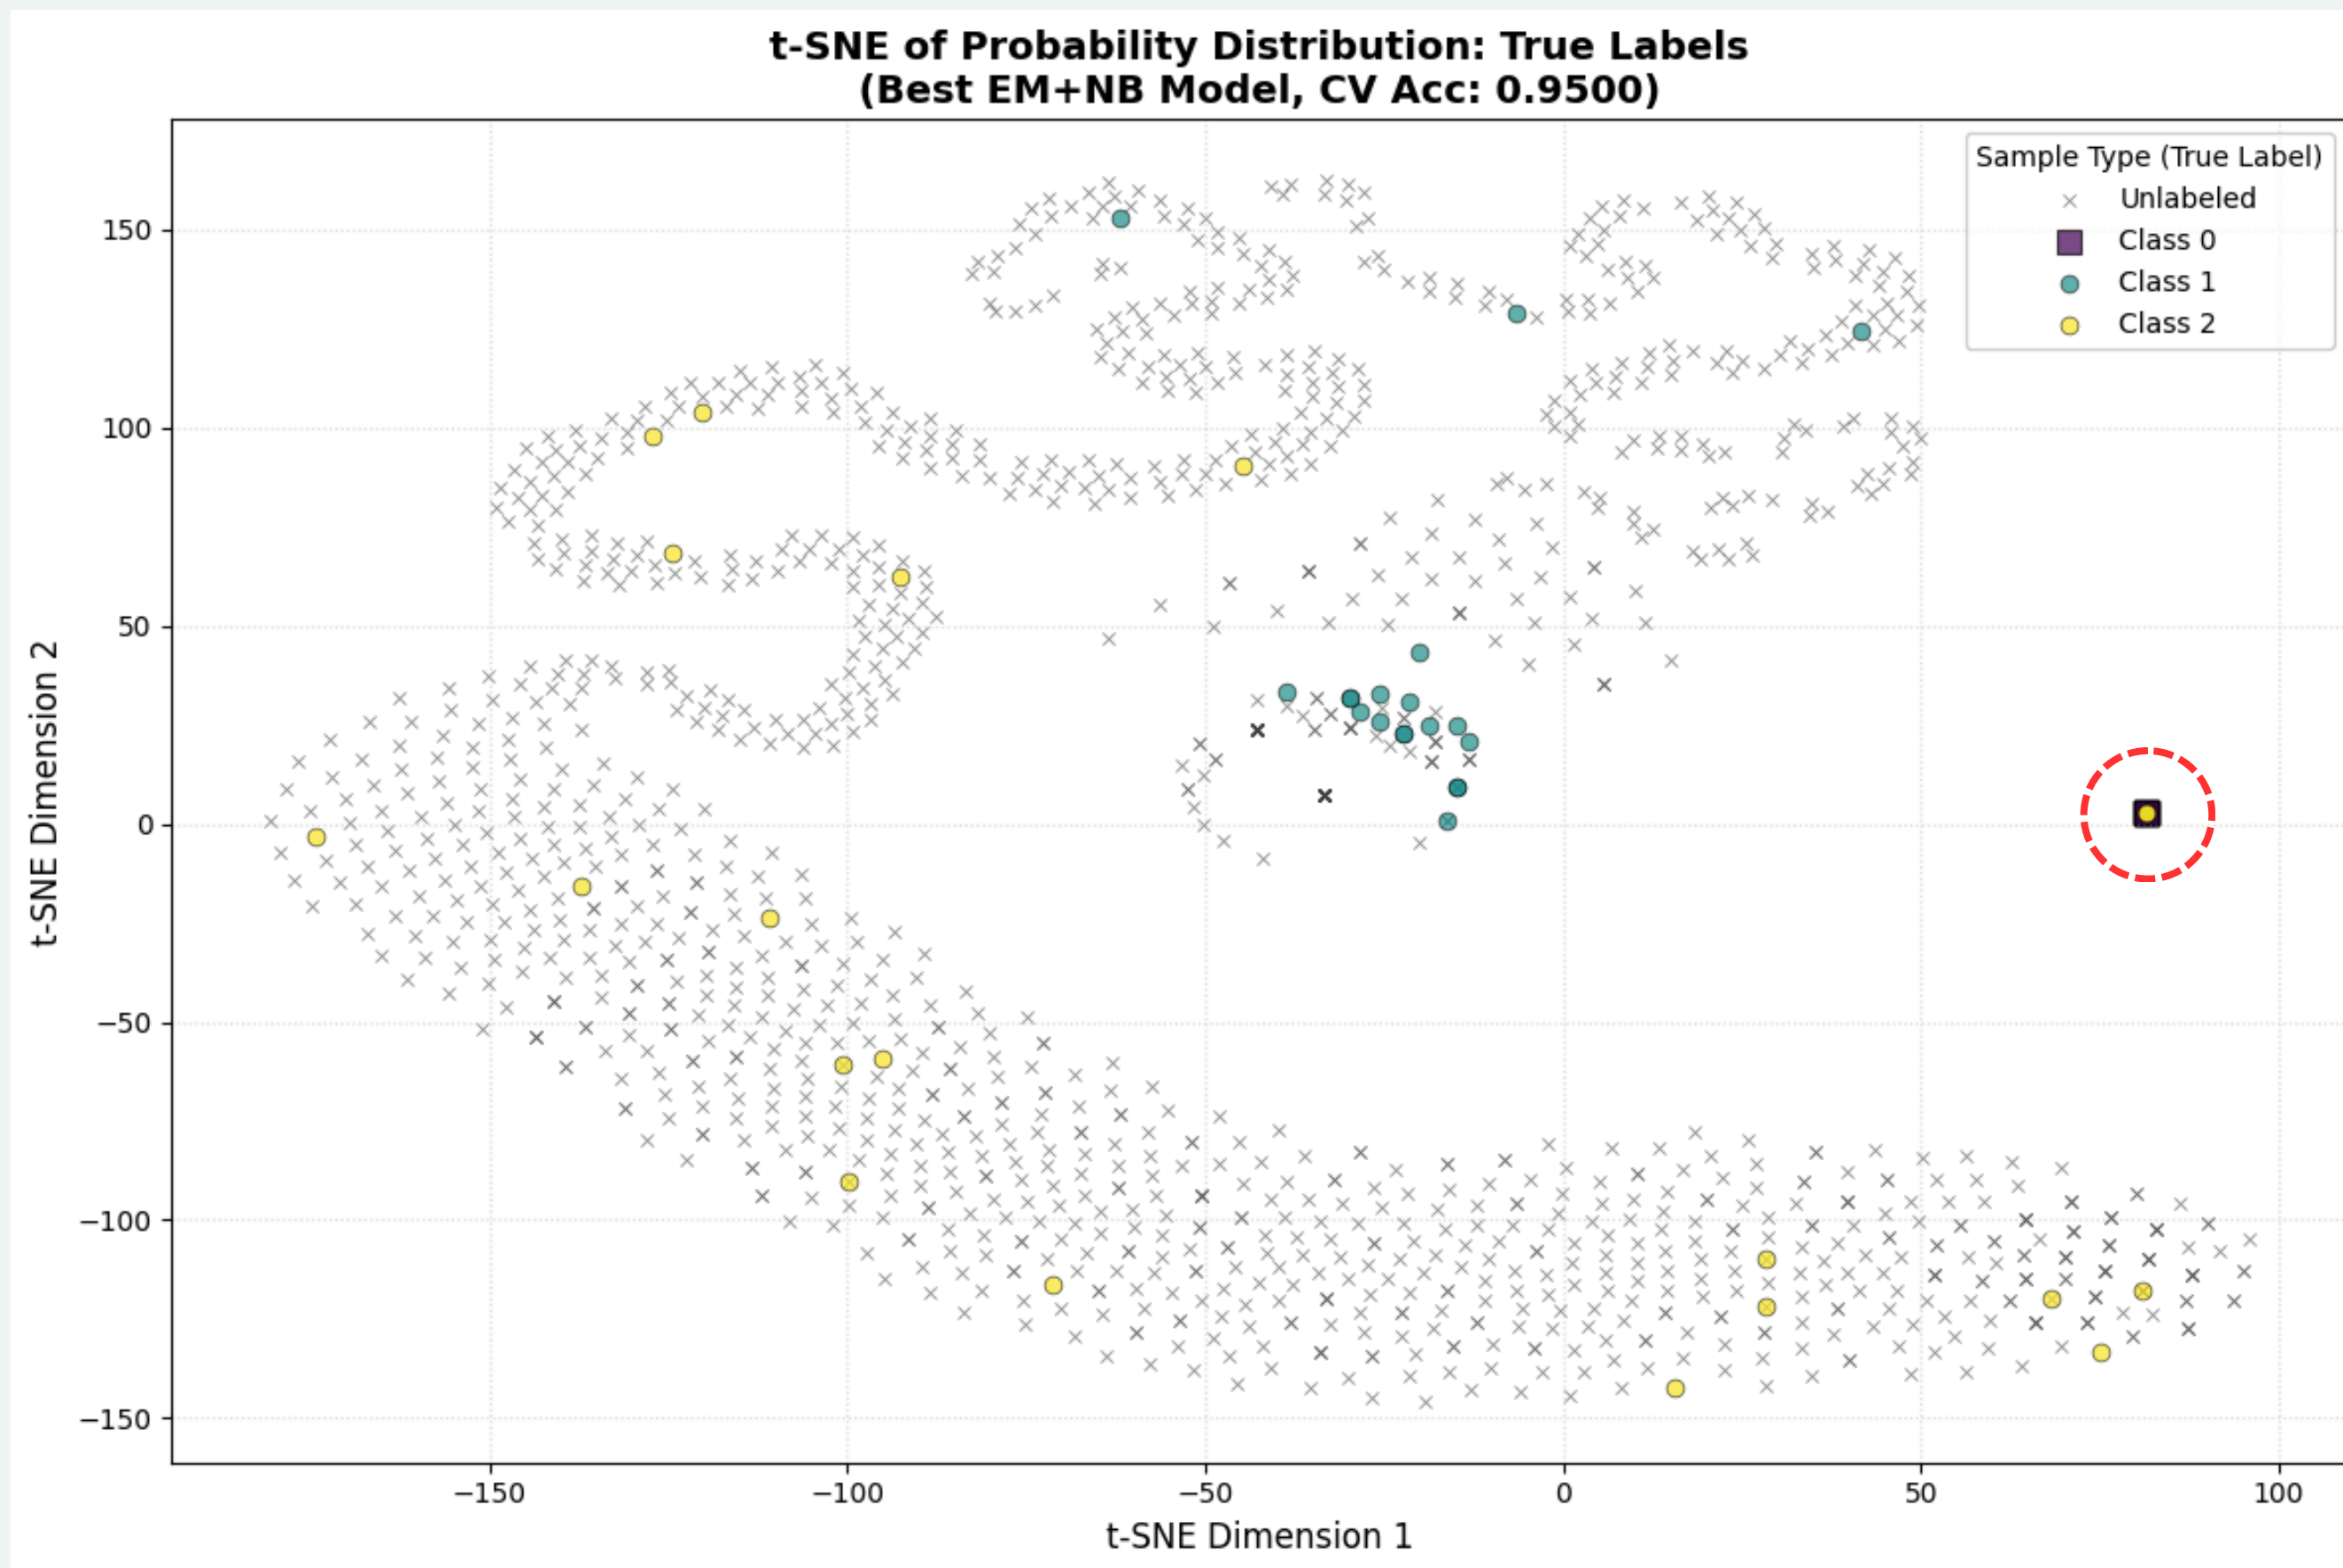 t-SNE of Probability Distribution: True Labels
(Best EM+NB Model, CV Acc: 0.9500)
Sample Type (True Label)
Unlabeled
Class 0
Class 1
Class 2
150
100
50
0
−50
−100
−150
t-SNE Dimension 2
−150
−100
−50
0
50
100
t-SNE Dimension 1